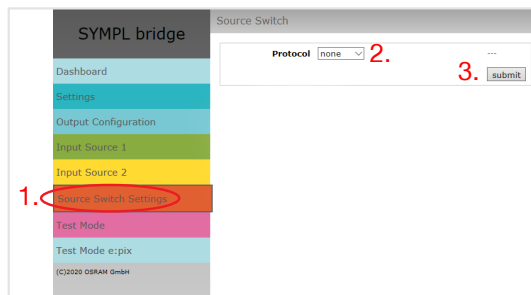 SYMPL bridge
Source Switch
Protocol none 2. ---
3. submit
Dashboard
Settings
Output Configuration
Input Source 1
Input Source 2
1. Source Switch Settings
Test Mode
Test Mode e:pix
(C)2020 OSRAM GmbH